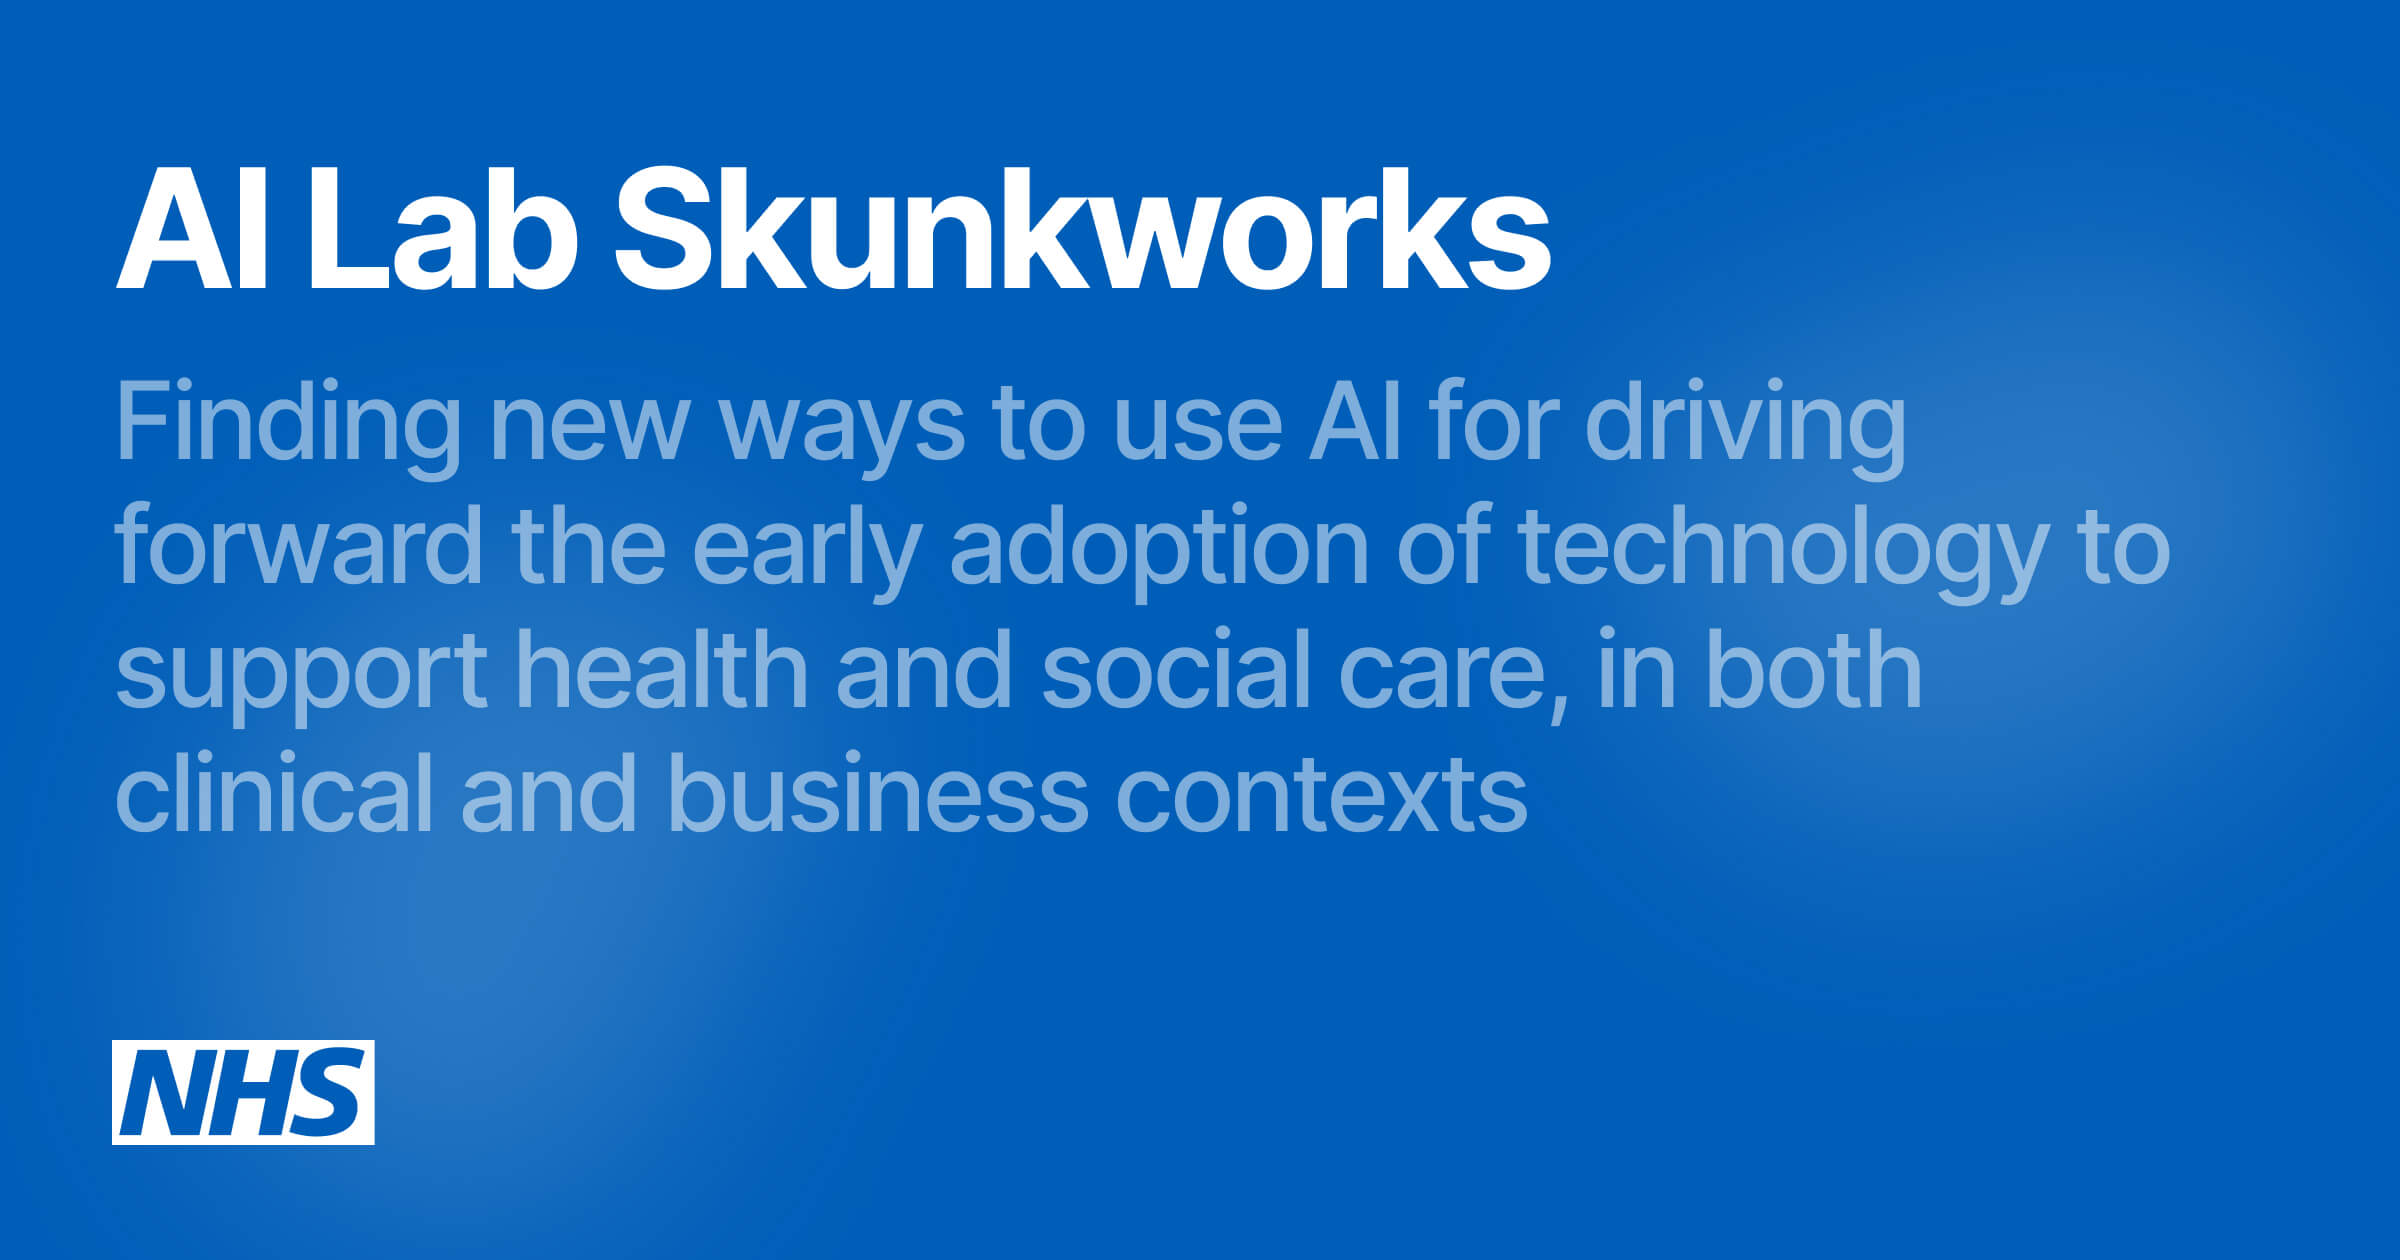 AI Lab Skunkworks
Finding new ways to use AI for driving
forward the early adoption of technology to
support health and social care, in both
clinical and business contexts
NHS